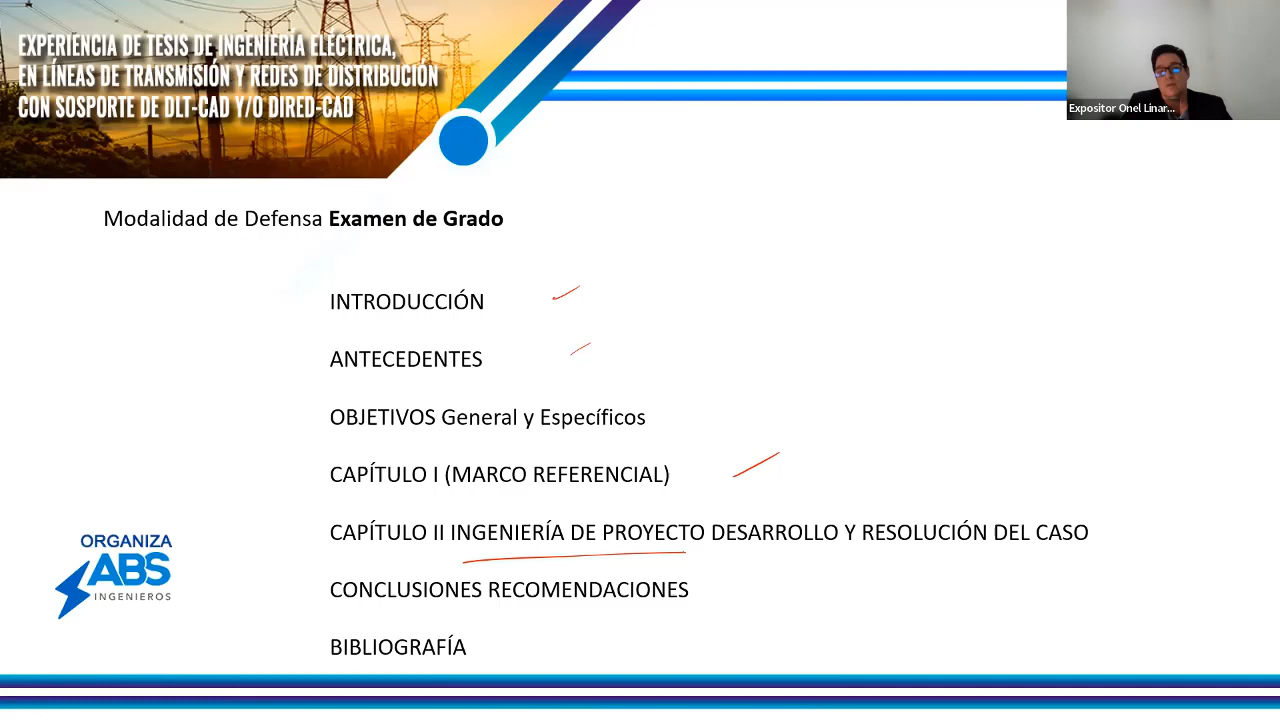 EXPERIENCIA DE TESIS DE INGENIERIA ELÉCTRICA,
EN LÍNEAS DE TRANSMISIÓN Y REDES DE DISTRIBUCIÓN
CON SOSPORTE DE DLT-CAD Y/O DIRED-CAD
Expositor Onel Linar...
Modalidad de Defensa Examen de Grado
INTRODUCCIÓN
ANTECEDENTES
OBJETIVOS General y Específicos
CAPÍTULO I (MARCO REFERENCIAL)
CAPÍTULO II INGENIERÍA DE PROYECTO DESARROLLO Y RESOLUCIÓN DEL CASO
CONCLUSIONES RECOMENDACIONES
BIBLIOGRAFÍA
ORGANIZA
ABS
INGENIEROS